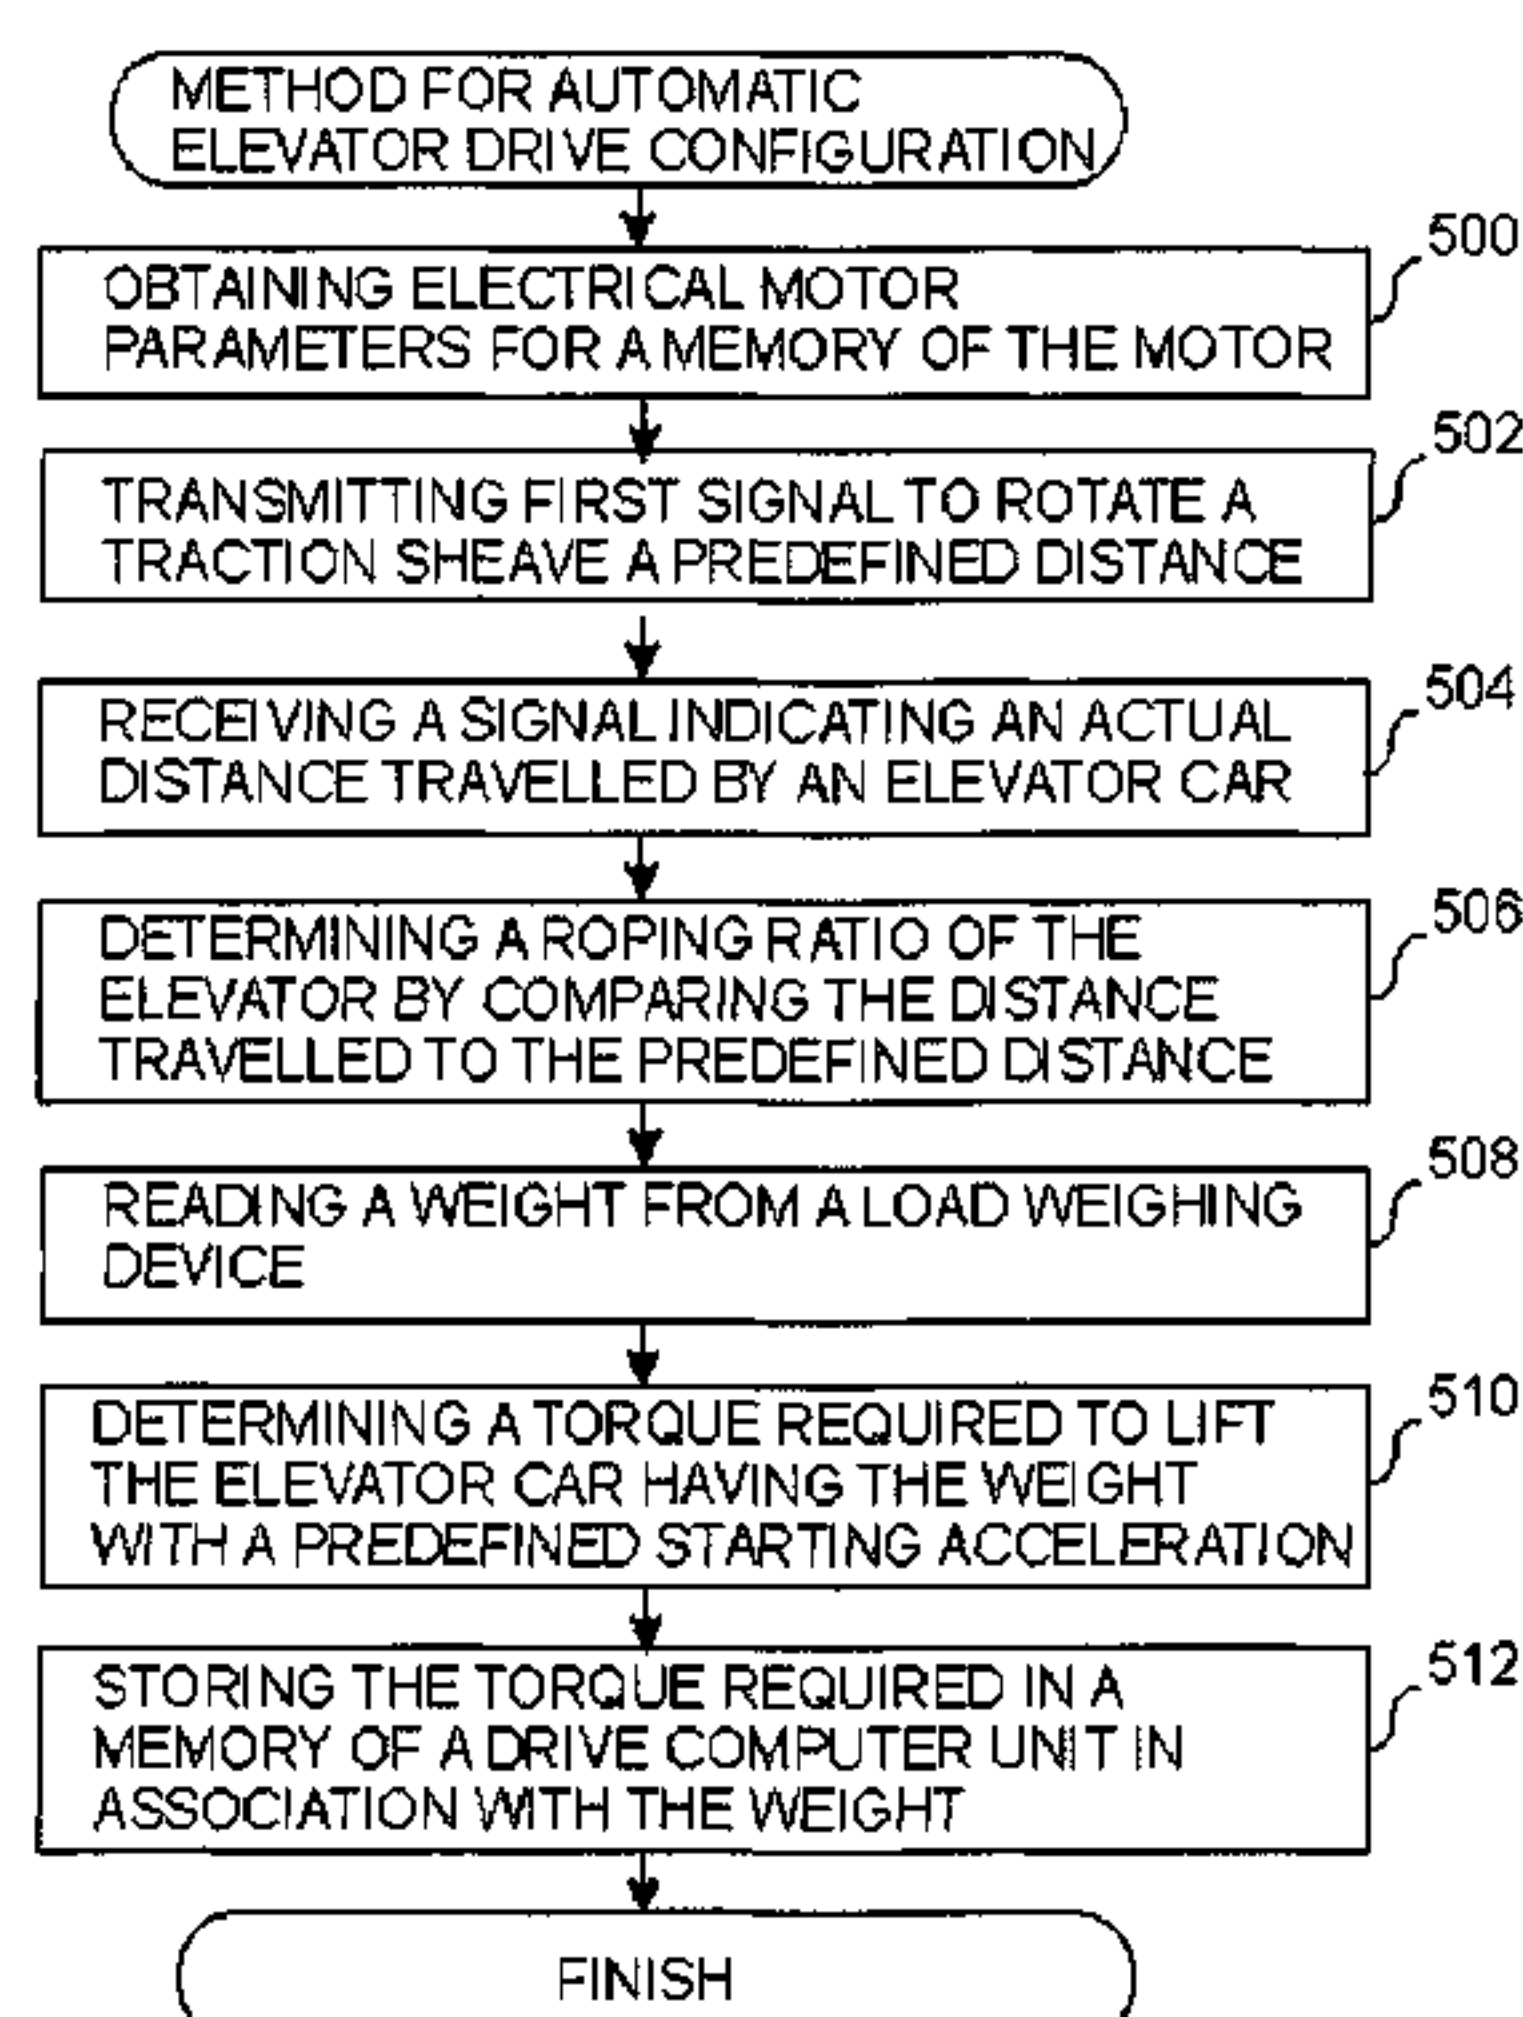 METHOD FOR AUTOMATIC
ELEVATOR DRIVE CONFIGURATION
500
OBTAINING ELECTRICAL MOTOR
PARAMETERS FOR A MEMORY OF THE MOTOR
502
TRANSMITTING FIRST SIGNAL TO ROTATE A
TRACTION SHEAVE A PREDEFINED DISTANCE
504
RECEIVING A SIGNAL INDICATING AN ACTUAL
DISTANCE TRAVELLED BY AN ELEVATOR CAR
506
DETERMINING A ROPING RATIO OF THE
ELEVATOR BY COMPARING THE DISTANCE
TRAVELLED TO THE PREDEFINED DISTANCE
508
READING A WEIGHT FROM A LOAD WEIGHING
DEVICE
510
DETERMINING A TORQUE REQUIRED TO LIFT
THE ELEVATOR CAR HAVING THE WEIGHT
WITH A PREDEFINED STARTING ACCELERATION
512
STORING THE TORQUE REQUIRED IN A
MEMORY OF A DRIVE COMPUTER UNIT IN
ASSOCIATION WITH THE WEIGHT
FINISH